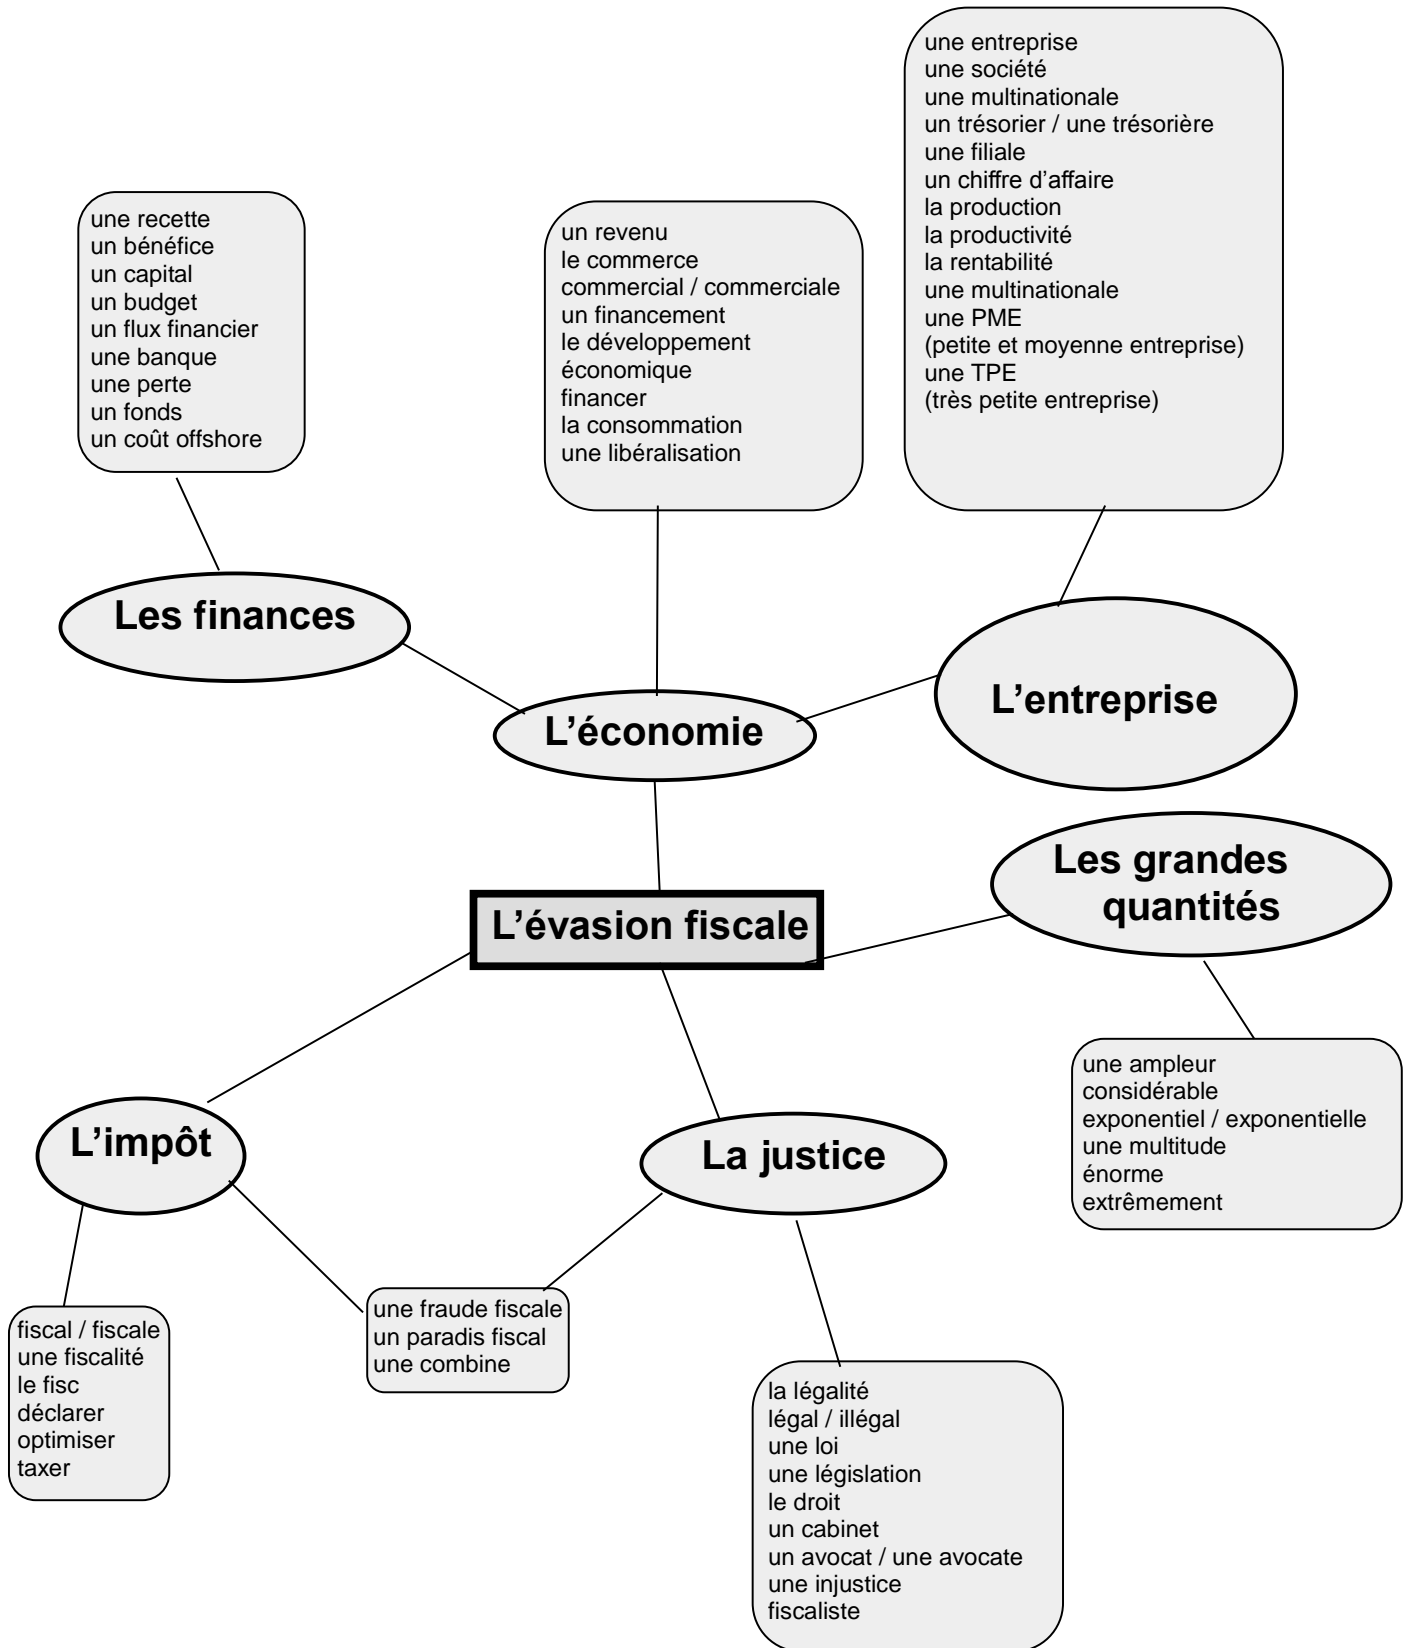 une entreprise
une société
une multinationale
un trésorier / une trésorière
une filiale
un chiffre d'affaire
la production
la productivité
la rentabilité
une multinationale
une PME
(petite et moyenne entreprise)
une TPE
(très petite entreprise)
une recette
un bénéfice
un capital
un budget
un flux financier
une banque
une perte
un fonds
un coût offshore
un revenu
le commerce
commercial / commerciale
un financement
le développement
économique
financer
la consommation
une libéralisation
Les finances
L'économie
L'entreprise
Les grandes
quantités
L'évasion fiscale
une ampleur
considérable
exponentiel / exponentielle
une multitude
énorme
extrêmement
L'impôt
La justice
fiscal / fiscale
une fiscalité
le fisc
déclarer
optimiser
taxer
une fraude fiscale
un paradis fiscal
une combine
la légalité
légal / illégal
une loi
une législation
le droit
un cabinet
un avocat / une avocate
une injustice
fiscaliste